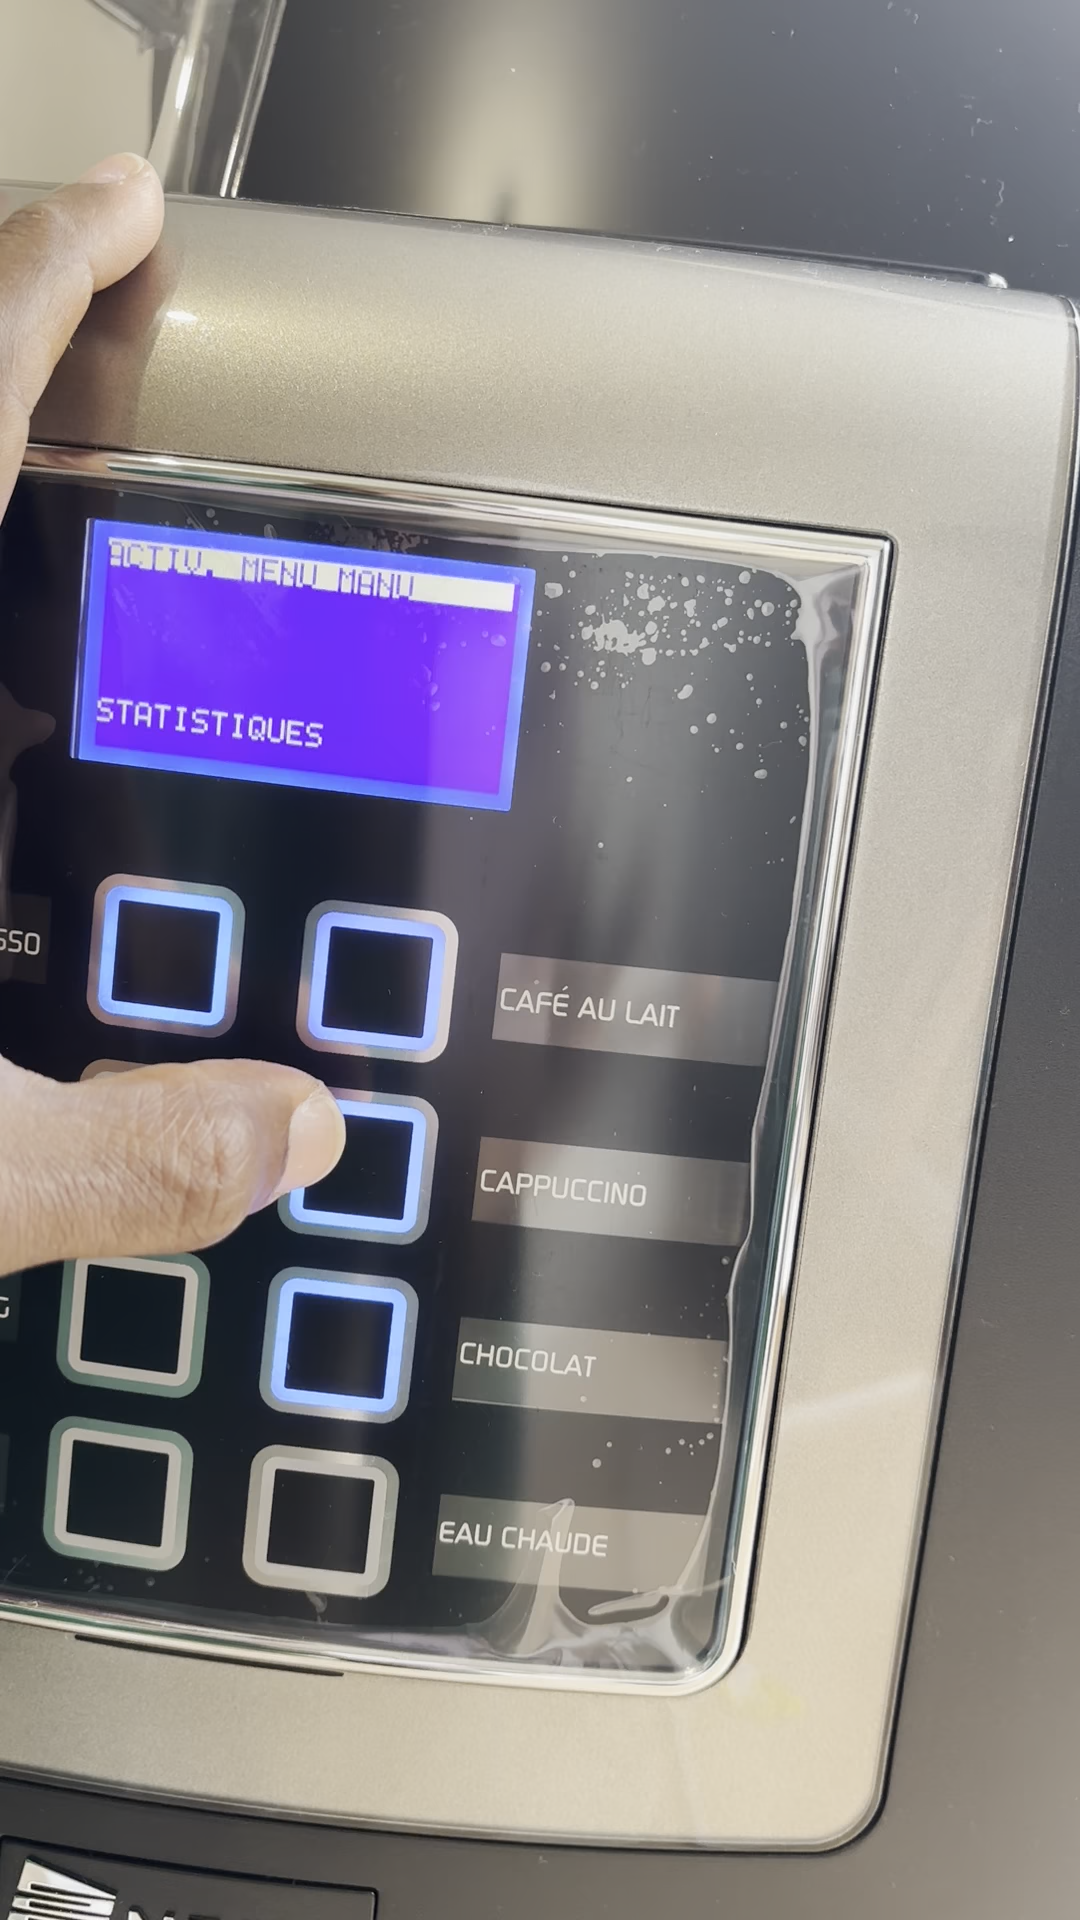 ACTIV. MENU MANU
STATISTIQUES
CAFÉ AU LAIT
CAPPUCCINO
CHOCOLAT
EAU CHAUDE